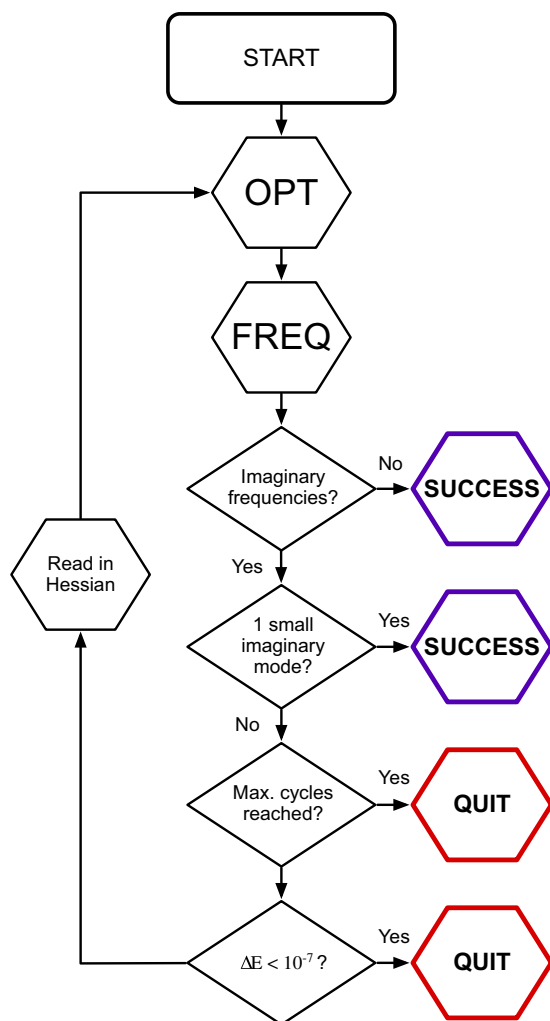 START
OPT
FREQ
Imaginary
frequencies?
No
SUCCESS
Yes
Read in
Hessian
1 small
imaginary
mode?
Yes
SUCCESS
No
Max. cycles
reached?
Yes
QUIT
ΔE < 10⁻⁷ ?
Yes
QUIT